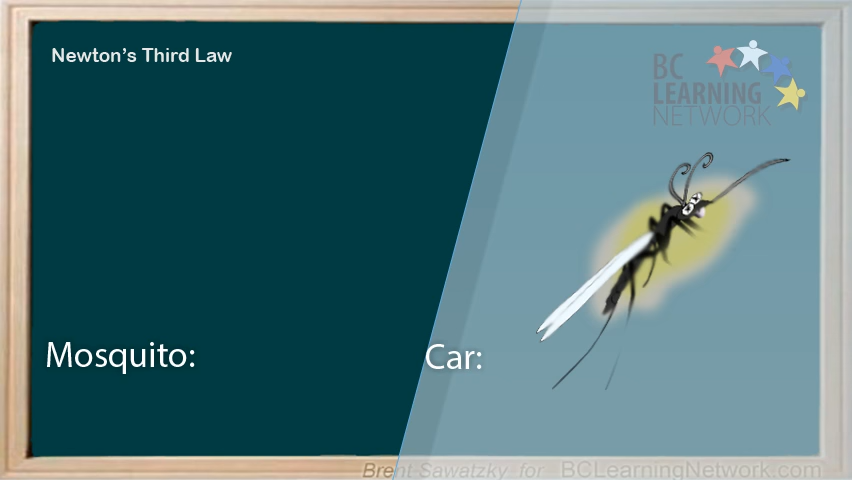 Newton's Third Law
BC
LEARNING
NETWORK
Mosquito:
Car:
Brent Sawatzky for BCLearningNetwork.com